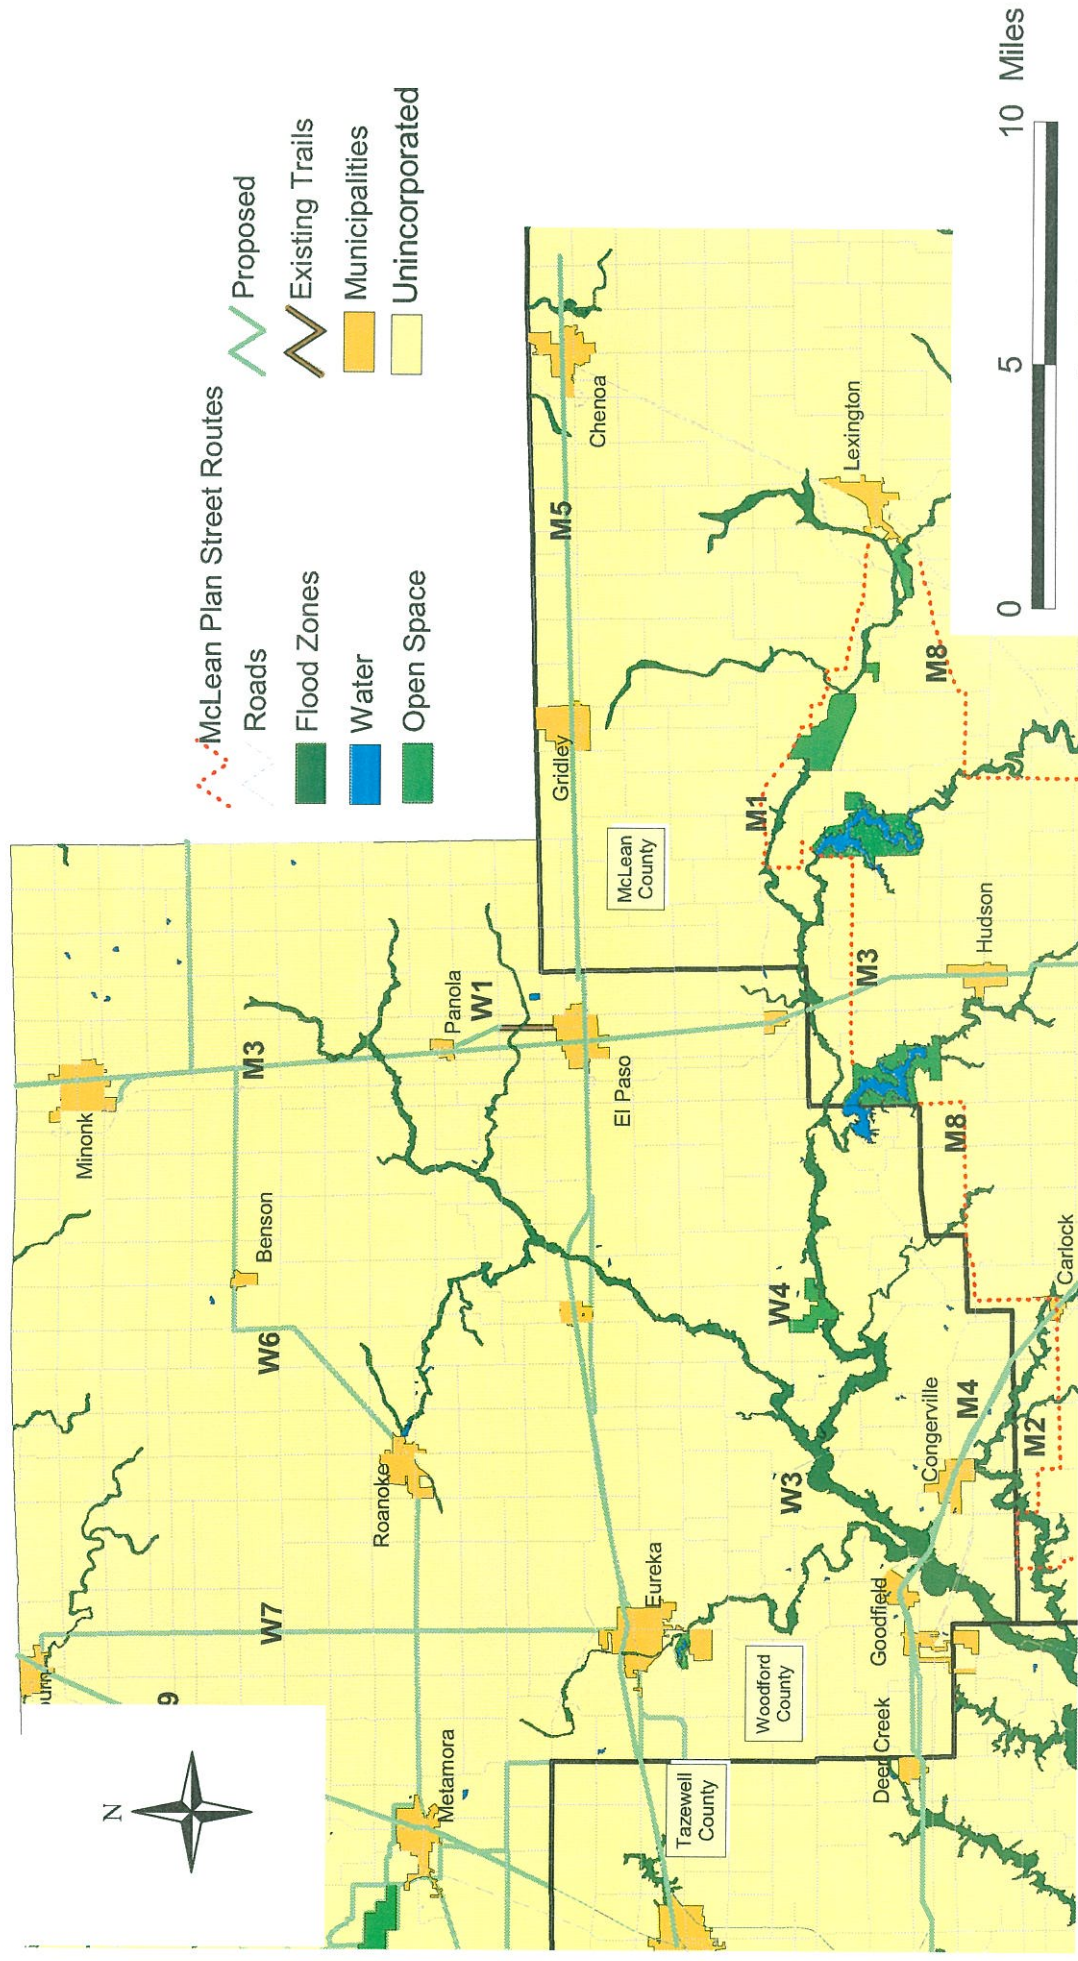 McLean Plan Street Routes
Roads
Flood Zones
Water
Open Space
Proposed
Existing Trails
Municipalities
Unincorporated
N
0
5
10 Miles
Minonk
M3
Benson
W6
Panola
W1
Roanoke
W7
9
Metamora
El Paso
Gridley
M5
Chenoa
Eureka
McLean
County
Woodford
County
Tazewell
County
W4
W3
M1
M3
M8
M8
Lexington
Hudson
Carlock
Congerville
M4
M2
Goodfield
Deer Creek